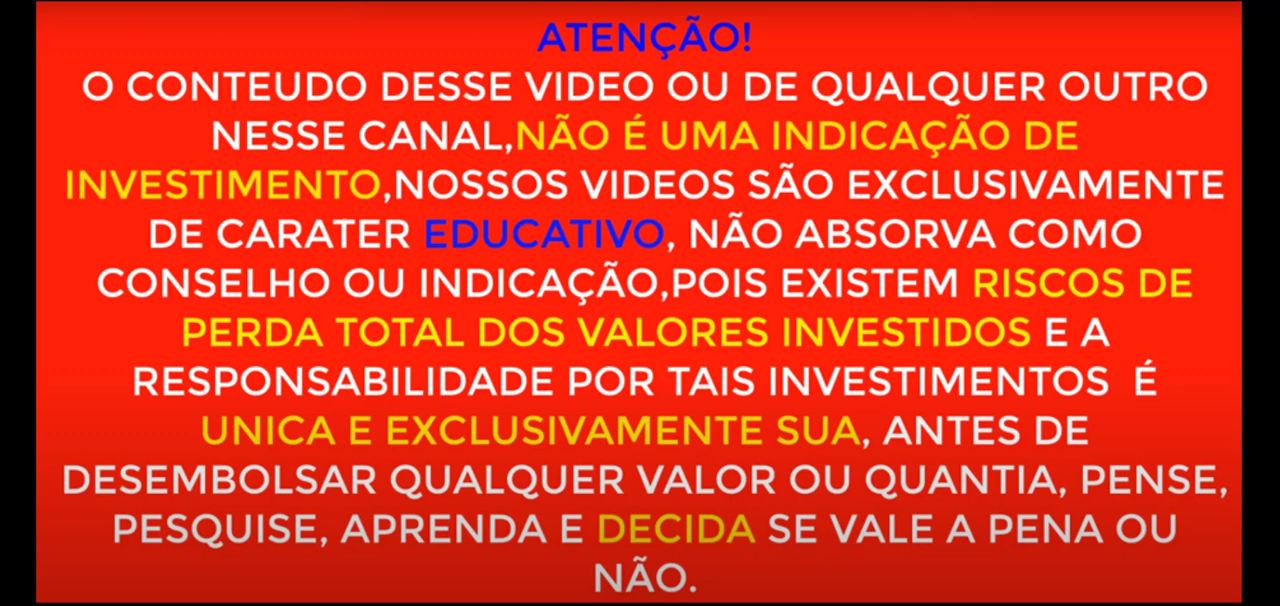 ATENÇÃO!
O CONTEUDO DESSE VIDEO OU DE QUALQUER OUTRO
NESSE CANAL,NÃO É UMA INDICAÇÃO DE
INVESTIMENTO,NOSSOS VIDEOS SÃO EXCLUSIVAMENTE
DE CARATER EDUCATIVO, NÃO ABSORVA COMO
CONSELHO OU INDICAÇÃO,POIS EXISTEM RISCOS DE
PERDA TOTAL DOS VALORES INVESTIDOS E A
RESPONSABILIDADE POR TAIS INVESTIMENTOS É
UNICA E EXCLUSIVAMENTE SUA, ANTES DE
DESEMBOLSAR QUALQUER VALOR OU QUANTIA, PENSE,
PESQUISE, APRENDA E DECIDA SE VALE A PENA OU
NÃO.